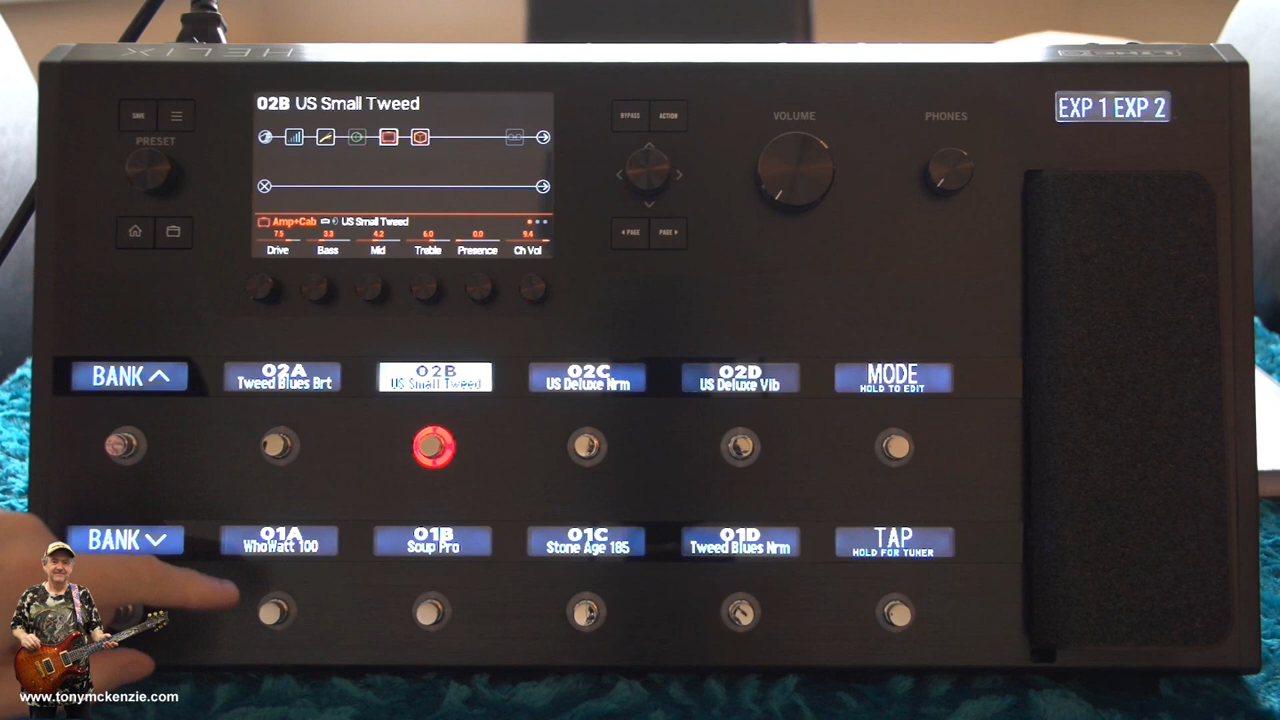 HELIX
LINE 6
SAVE
PRESET
02B US Small Tweed
Amp+Cab US Small Tweed
7.5 3.3 4.2 6.0 0.0 9.4
Drive Bass Mid Treble Presence Ch Vol
BYPASS ACTION
PAGE PAGE
VOLUME
PHONES
EXP 1 EXP 2
BANK
02A
Tweed Blues Brt
02B
US Small Tweed
02C
US Deluxe Nrm
02D
US Deluxe Vib
MODE
HOLD TO EDIT
BANK
01A
WhoWatt 100
01B
Soup Pro
01C
Stone Age 185
01D
Tweed Blues Nrm
TAP
HOLD FOR TUNER
www.tonymckenzie.com